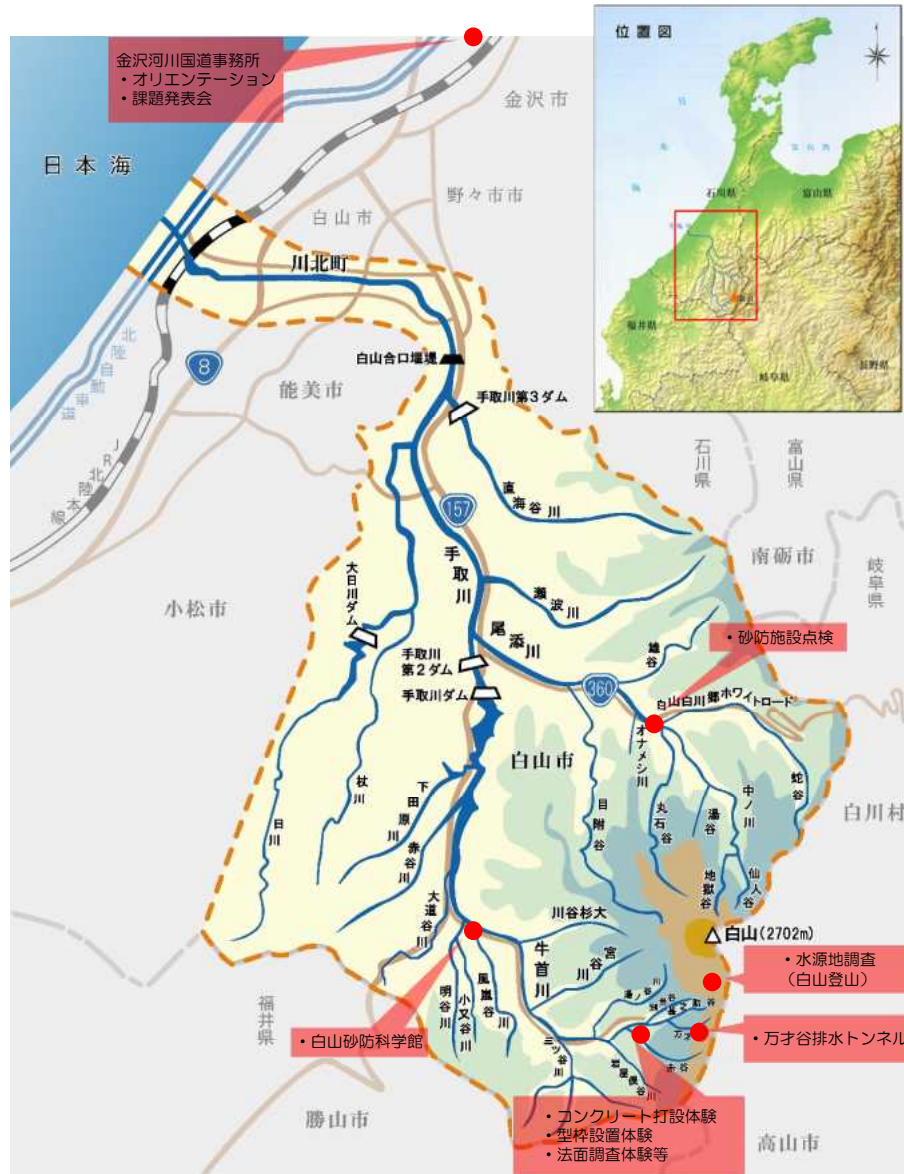 金沢河川国道事務所
・オリエンテーション
・課題発表会
位置図
石川県
富山県
福井県
岐阜県
長野県
日本海
金沢市
野々市市
白山市
川北町
白山合口堰堤
8
能美市
北陸自動車道
JR北陸本線
手取川第3ダム
石川県
富山県
直海谷川
157
手取川
南砺市
岐阜県
小松市
大日川ダム
瀬波川
尾添川
・砂防施設点検
手取川
第2ダム
雄谷
手取川ダム
360
白山白川郷ホワイトロード
オナメシ川
白山市
杖川
下田原川
目附谷
丸石谷
湯谷
中ノ川
蛇谷
白川村
日川
赤谷川
地獄谷
仙人谷
大道谷川
川谷杉大
白山(2702m)
牛首川
宮谷川
・水源地調査
(白山登山)
福井県
明谷川
小又谷川
風嵐谷川
湯ノ谷川
・白山砂防科学館
・万才谷排水トンネル
三ツ谷川
岩屋俣谷川
赤谷
・コンクリート打設体験
・型枠設置体験
・法面調査体験等
勝山市
高山市